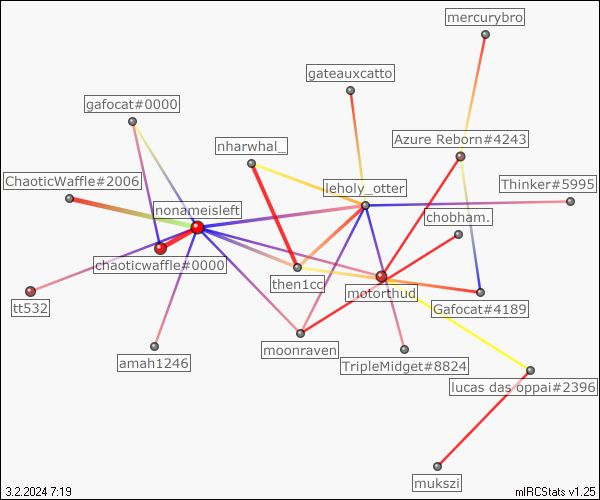 mercurybro
gateauxcatto
gafocat#0000
Azure Reborn#4243
nharwhal_
ChaoticWaffle#2006
leholy_otter
Thinker#5995
nonameisleft
chobham.
chaoticwaffle#0000
then1cc
motorthud
tt532
Gafocat#4189
moonraven
amah1246
TripleMidget#8824
lucas das oppai#2396
mukszi
3.2.2024 7:19
mIRCStats v1.25